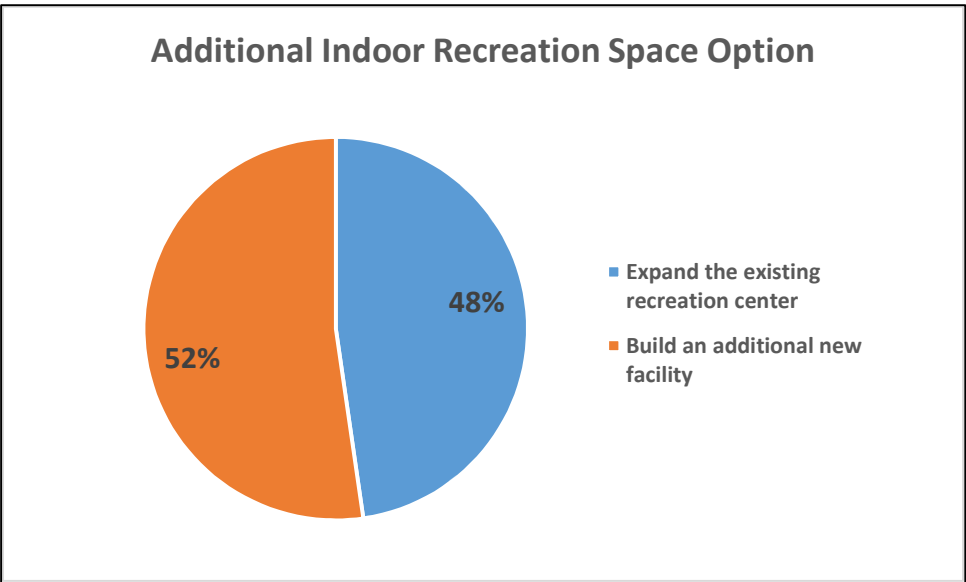 Additional Indoor Recreation Space Option
48%
52%
Expand the existing
recreation center
Build an additional new
facility